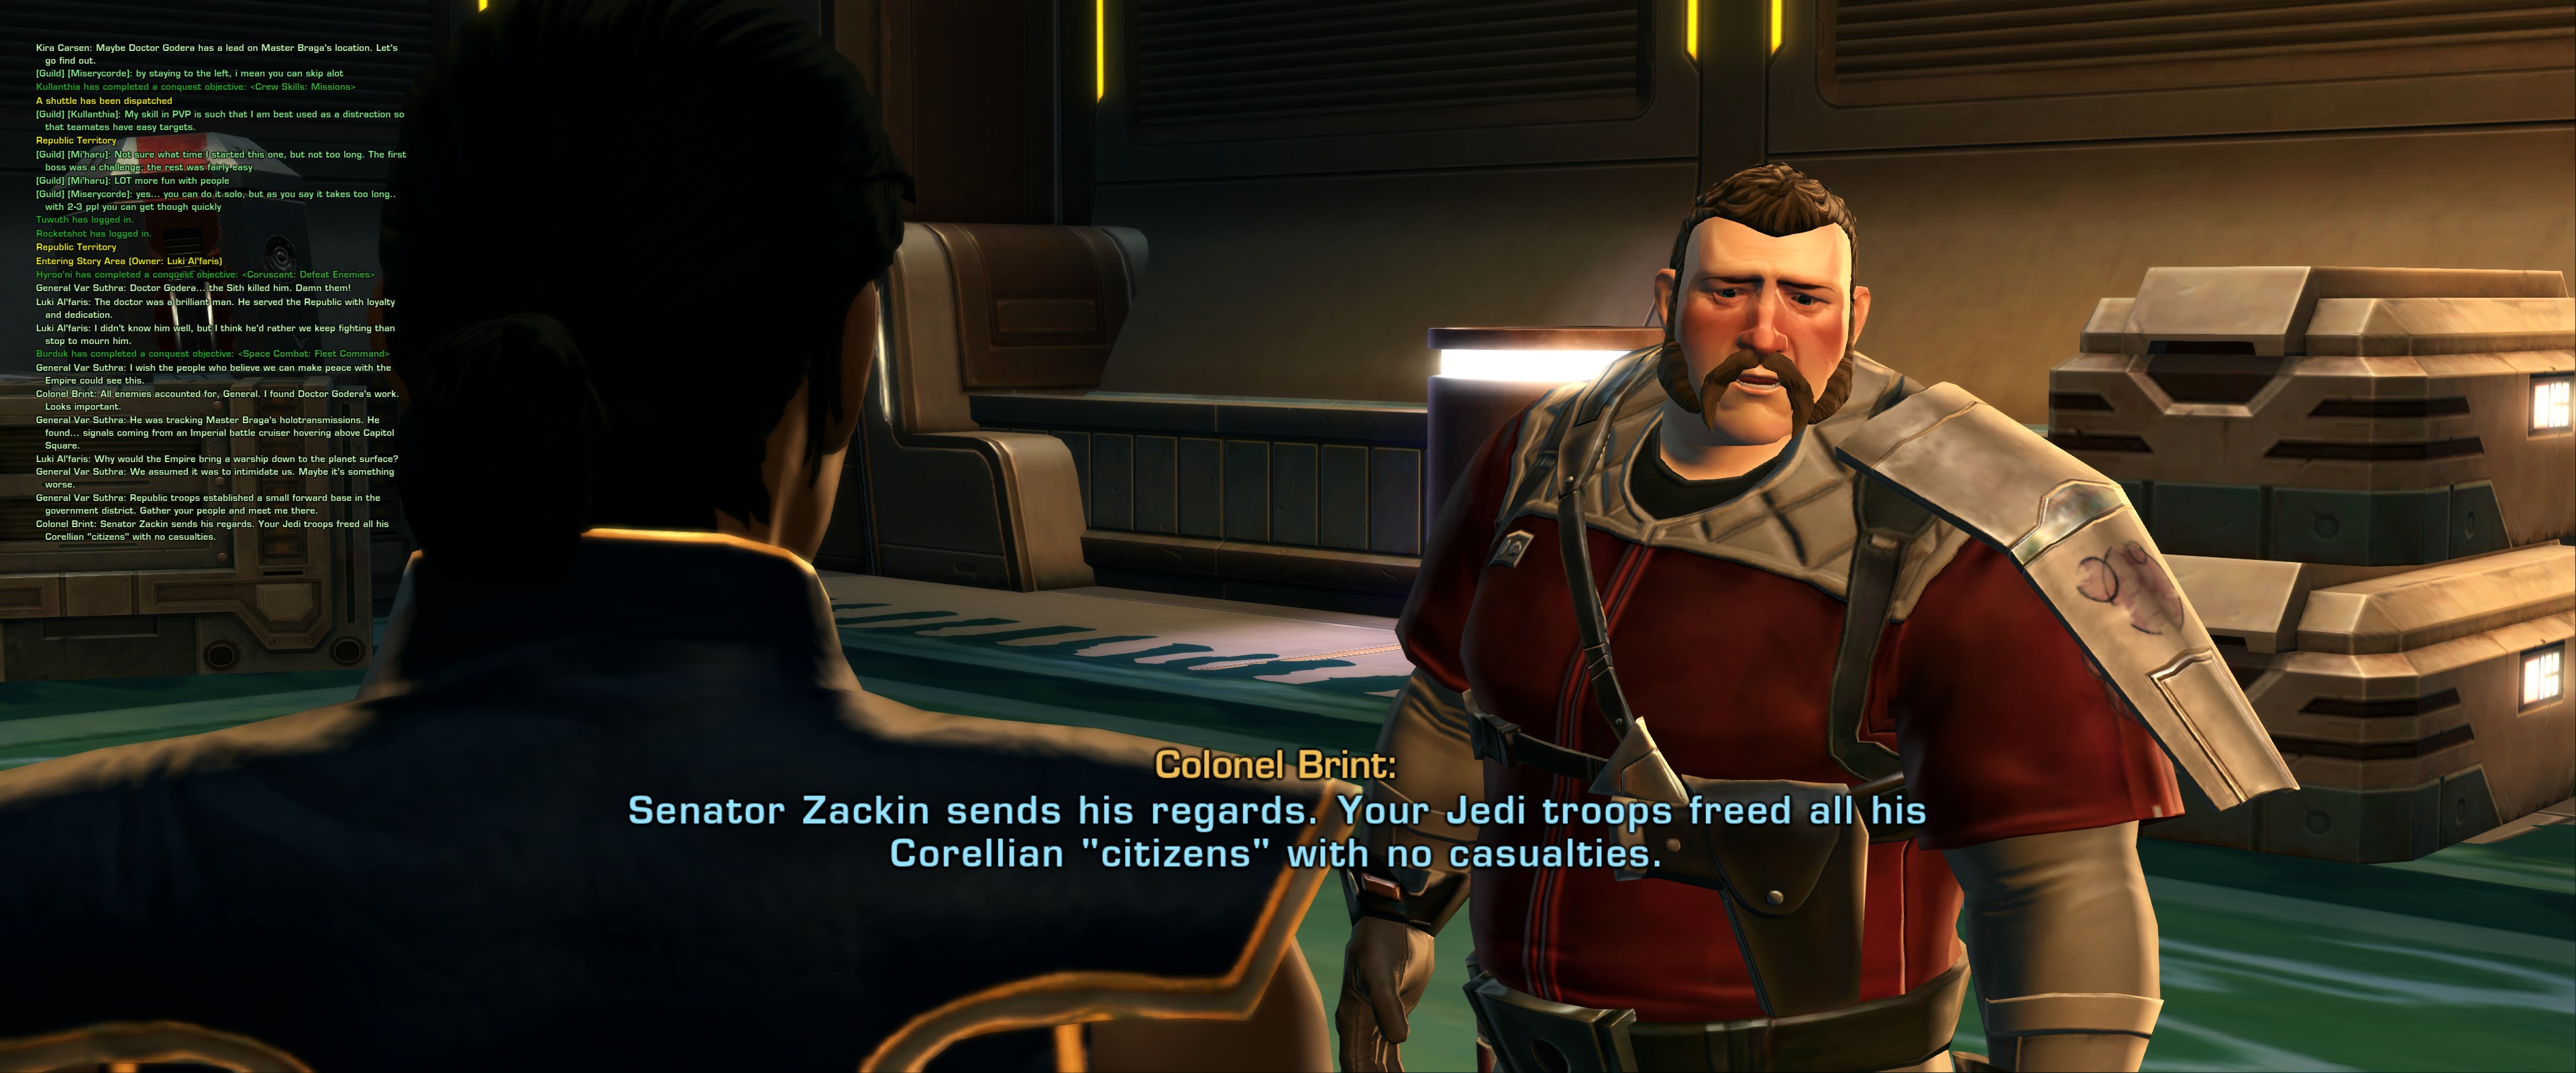 Kira Carsen: Maybe Doctor Godera has a lead on Master Braga's location. Let's
go find out.
[Guild] [Miserycorde]: by staying to the left, i mean you can skip alot
Kullanthia has completed a conquest objective: <Crew Skills: Missions>
A shuttle has been dispatched
[Guild] [Kullanthia]: My skill in PVP is such that I am best used as a distraction so
that teamates have easy targets.
Republic Territory
[Guild] [Mi'haru]: Not sure what time I started this one, but not too long. The first
boss was a challenge; the rest was fairly easy
[Guild] [Mi'haru]: LOT more fun with people
[Guild] [Miserycorde]: yes... you can do it solo, but as you say it takes too long..
with 2-3 ppl you can get though quickly
Tuwuth has logged in.
Rocketshot has logged in.
Republic Territory
Entering Story Area (Owner: Luki Al'faris)
Hyroo'ni has completed a conquest objective: <Coruscant: Defeat Enemies>
General Var Suthra: Doctor Godera... the Sith killed him. Damn them!
Luki Al'faris: The doctor was a brilliant man. He served the Republic with loyalty
and dedication.
Luki Al'faris: I didn't know him well, but I think he'd rather we keep fighting than
stop to mourn him.
Burduk has completed a conquest objective: <Space Combat: Fleet Command>
General Var Suthra: I wish the people who believe we can make peace with the
Empire could see this.
Colonel Brint: All enemies accounted for, General. I found Doctor Godera's work.
Looks important.
General Var Suthra: He was tracking Master Braga's holotransmissions. He
found... signals coming from an Imperial battle cruiser hovering above Capitol
Square.
Luki Al'faris: Why would the Empire bring a warship down to the planet surface?
General Var Suthra: We assumed it was to intimidate us. Maybe it's something
worse.
General Var Suthra: Republic troops established a small forward base in the
government district. Gather your people and meet me there.
Colonel Brint: Senator Zackin sends his regards. Your Jedi troops freed all his
Corellian "citizens" with no casualties.
Colonel Brint:
Senator Zackin sends his regards. Your Jedi troops freed all his
Corellian "citizens" with no casualties.